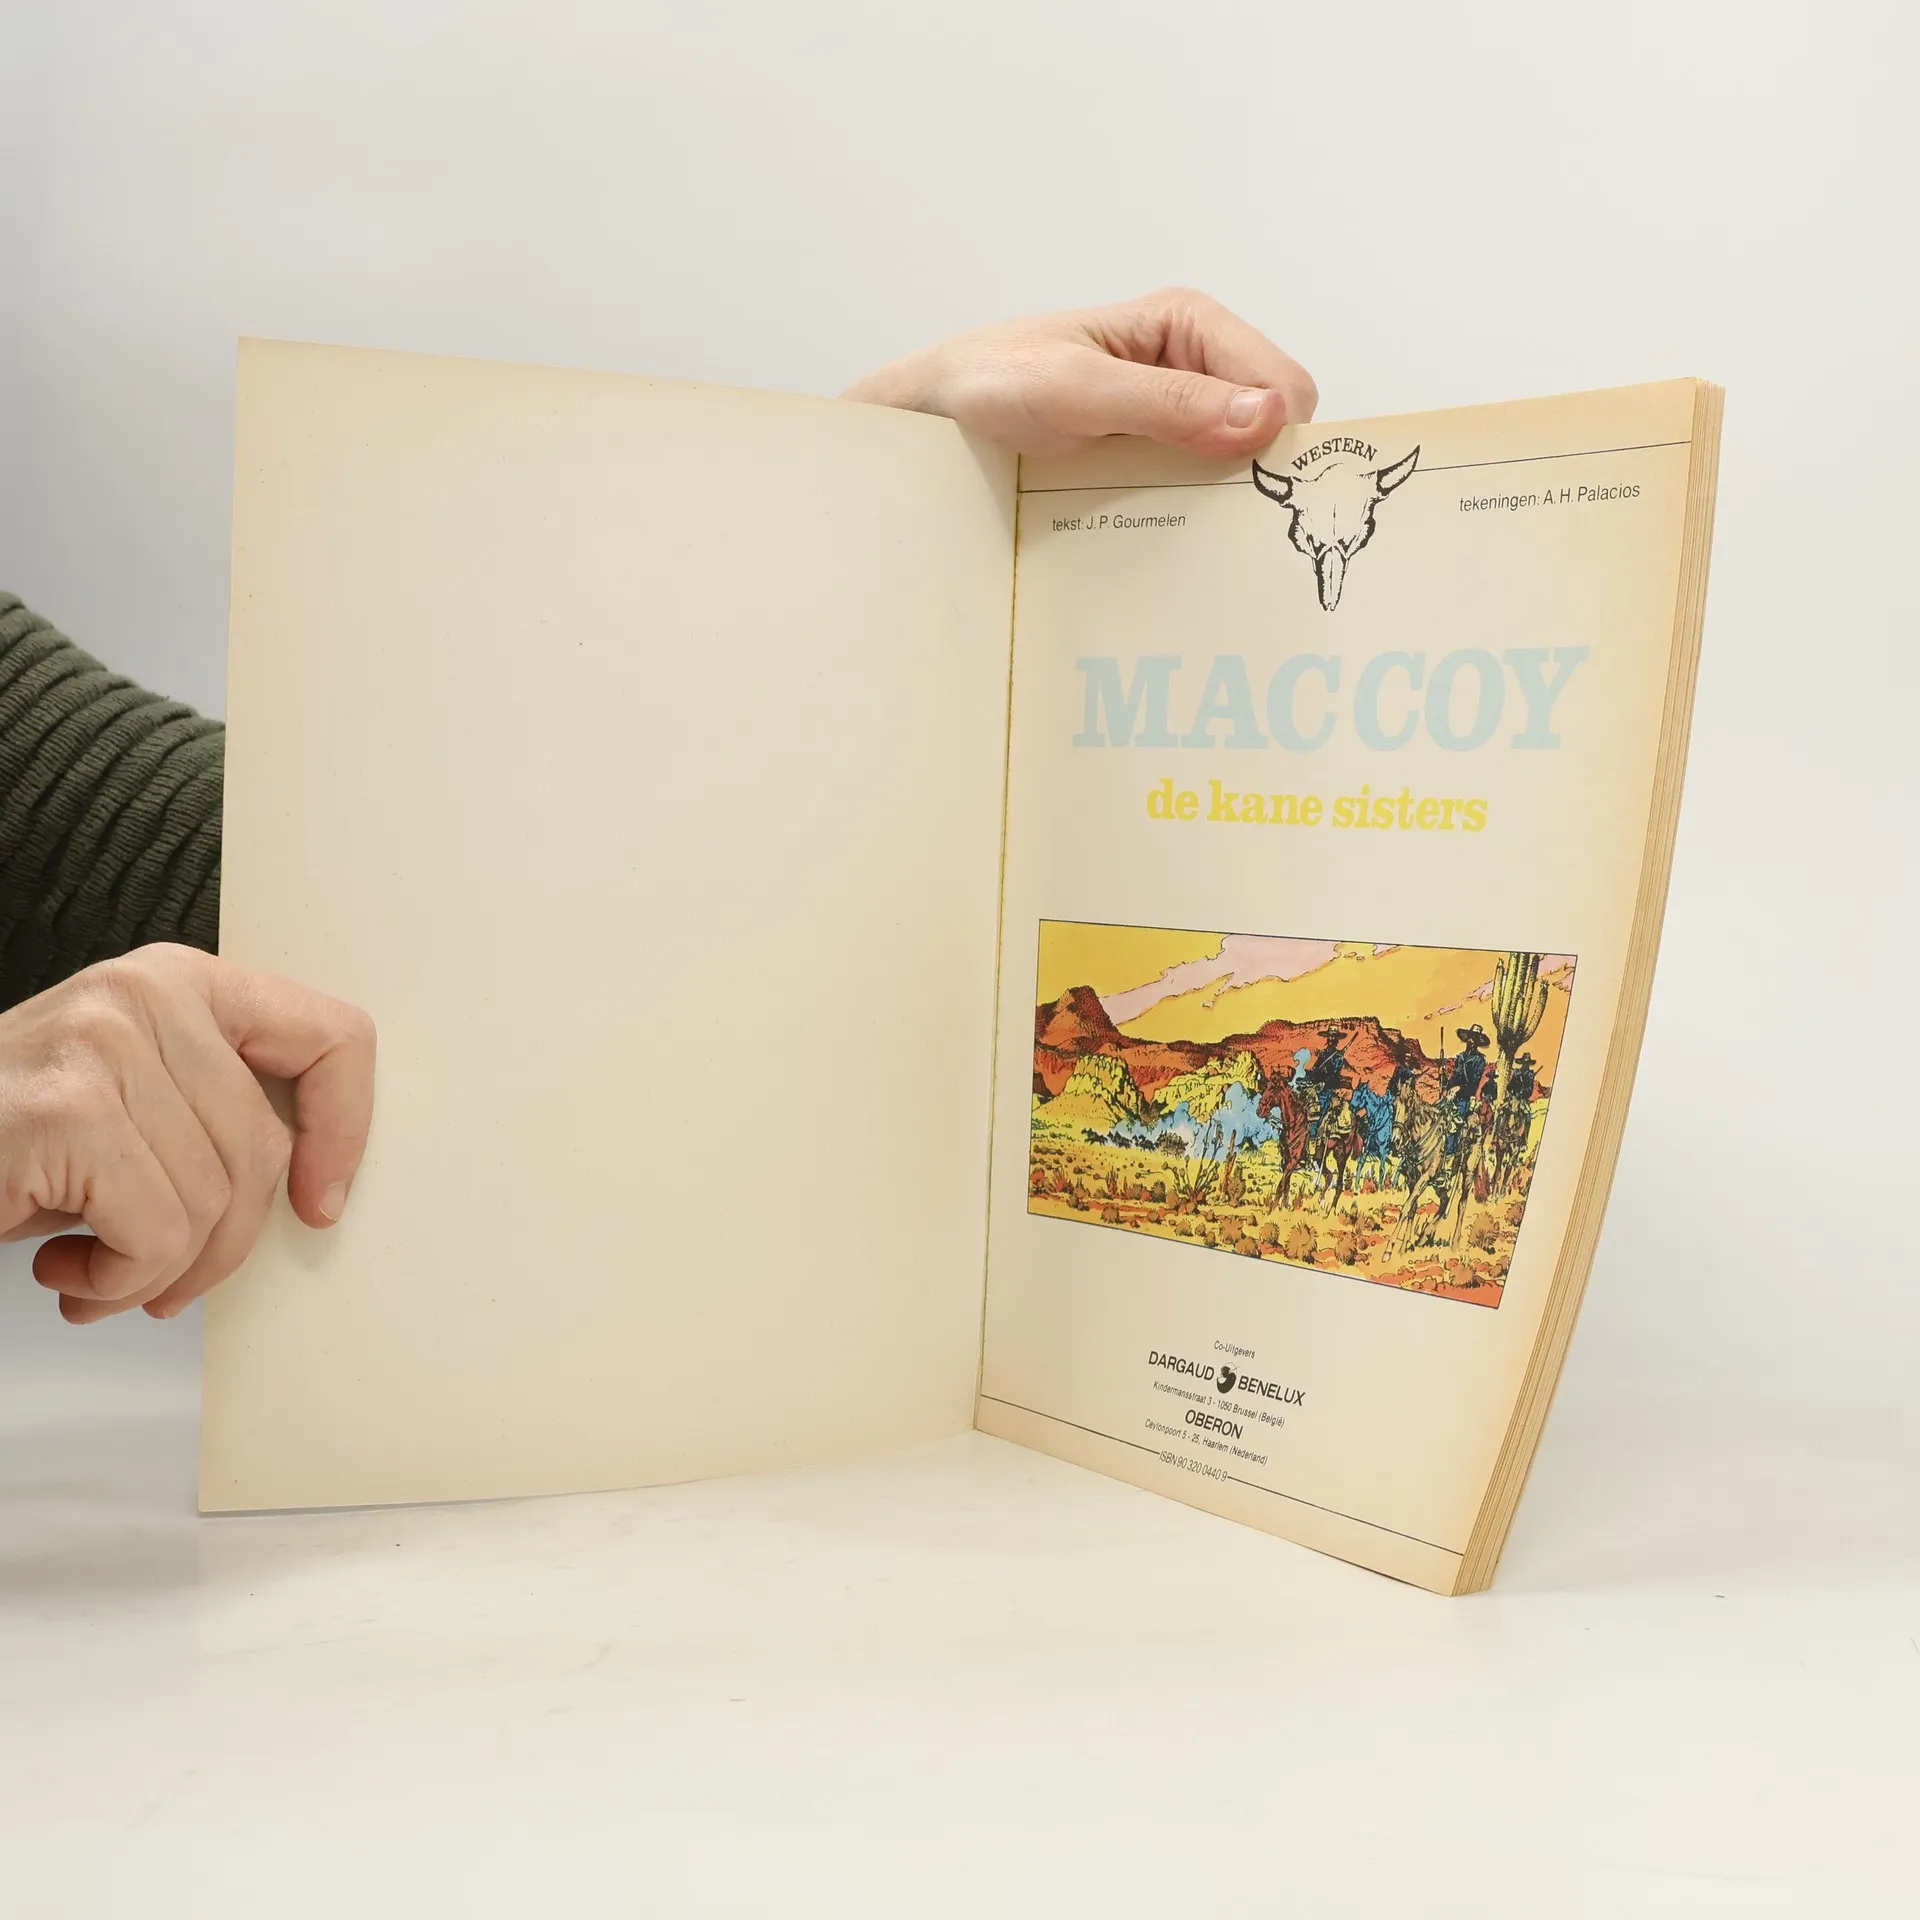 WESTERN
tekst: J. P. Gourmelen
tekeningen: A. H. Palacios
MAC COY
de kane sisters
Co-Uitgevers
DARGAUD BENELUX
Kindermansstraat 3 - 1050 Brussel (België)
OBERON
Ceylonpoort 5 - 25, Haarlem (Nederland)
ISBN 90 320 0440 9